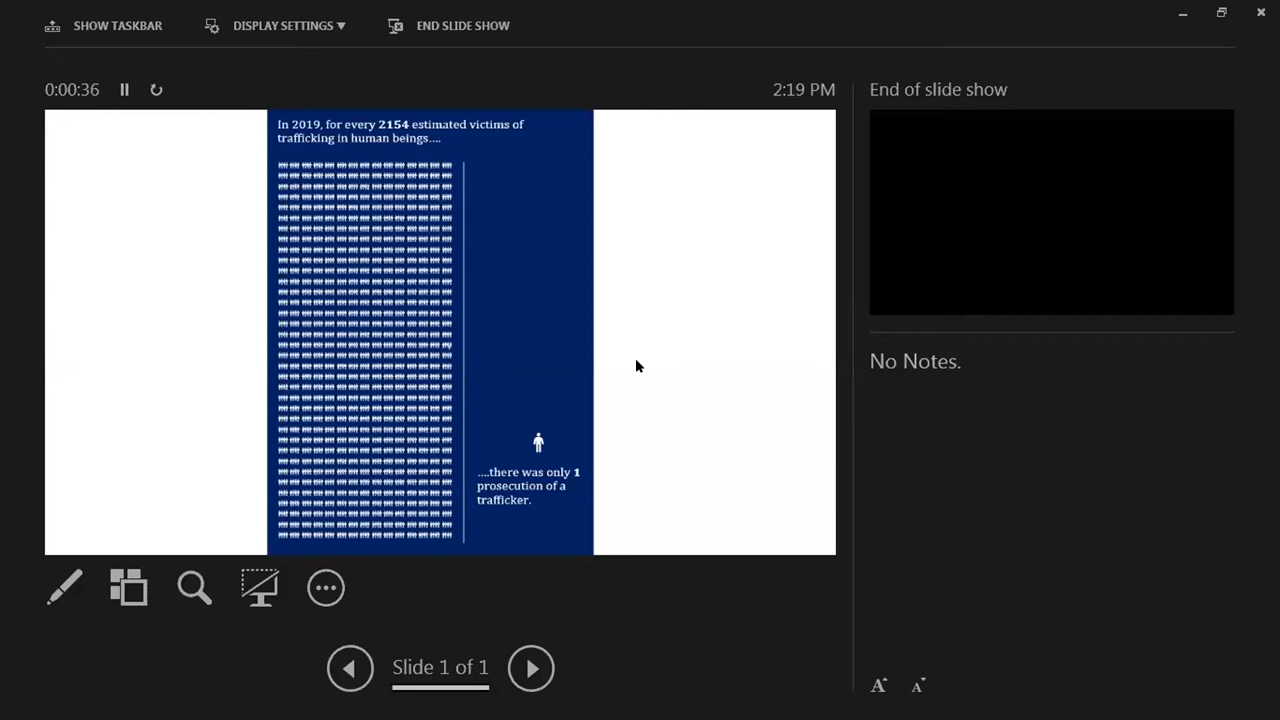 SHOW TASKBAR
DISPLAY SETTINGS ▼
END SLIDE SHOW
0:00:36
2:19 PM
End of slide show
In 2019, for every 2154 estimated victims of
trafficking in human beings....
....there was only 1
prosecution of a
trafficker.
No Notes.
Slide 1 of 1
A A